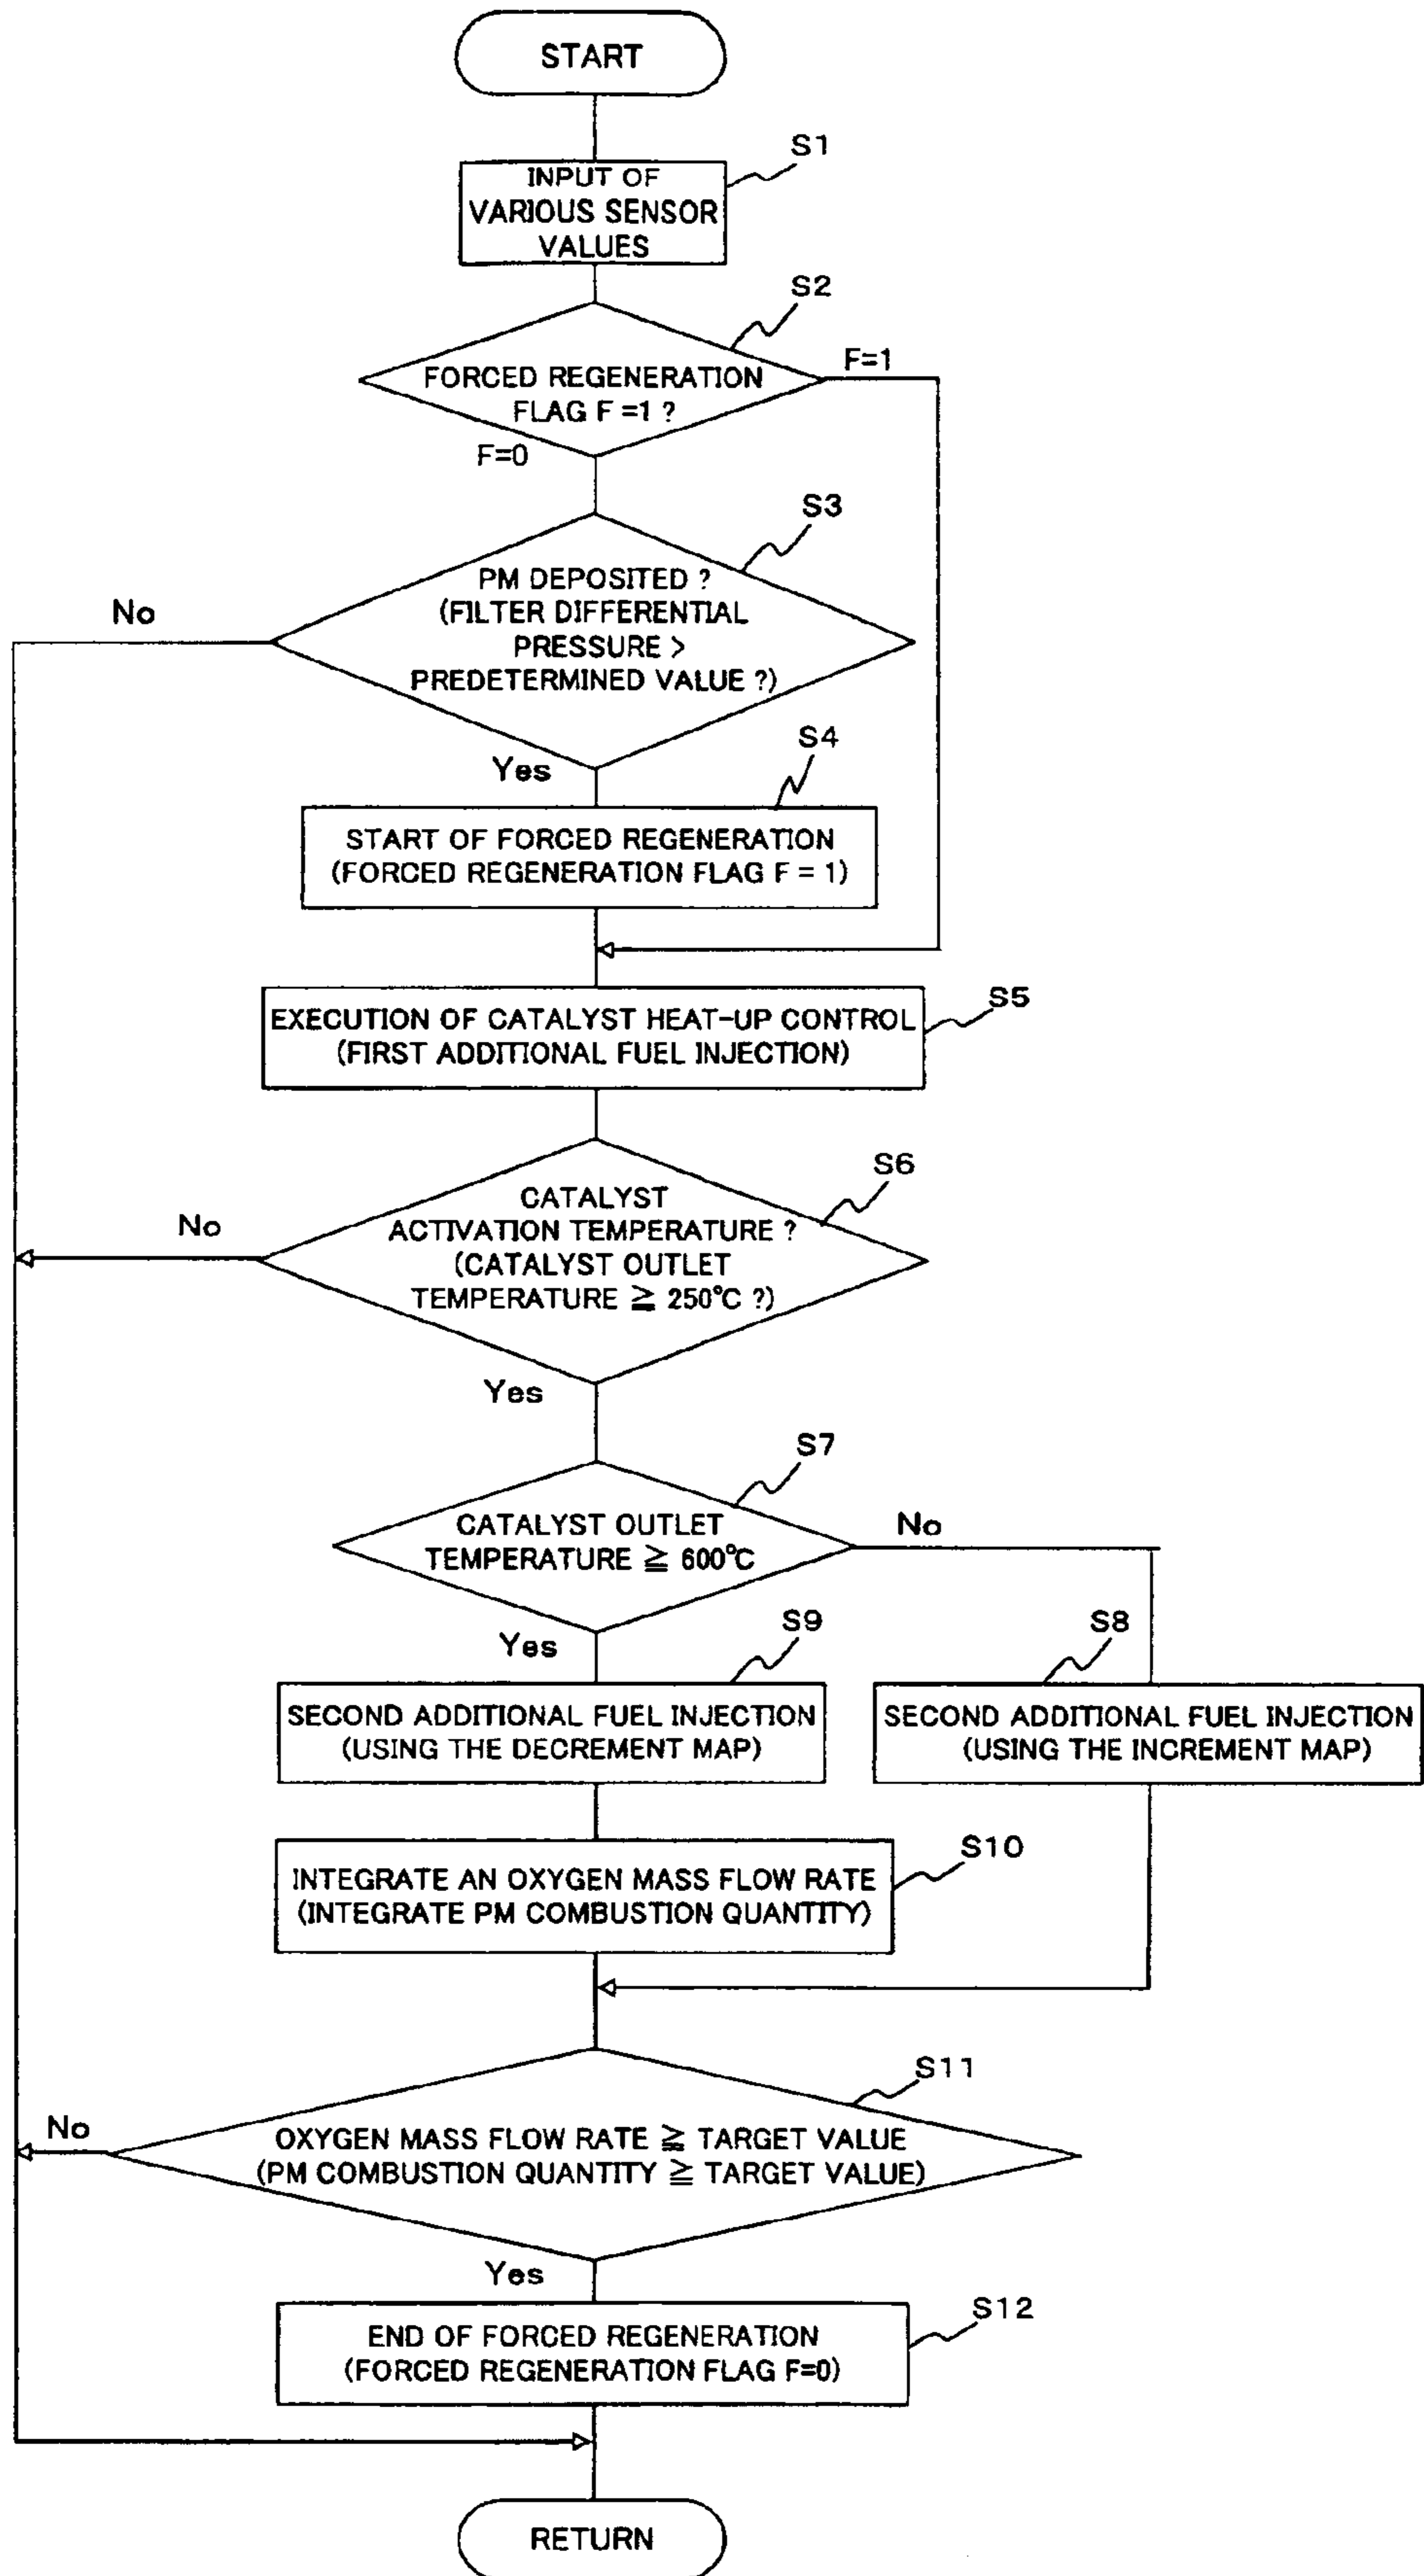 START
S1
INPUT OF
VARIOUS SENSOR
VALUES
S2
F=1
FORCED REGENERATION
FLAG F =1 ?
F=0
S3
No
PM DEPOSITED ?
(FILTER DIFFERENTIAL
PRESSURE >
PREDETERMINED VALUE ?)
S4
Yes
START OF FORCED REGENERATION
(FORCED REGENERATION FLAG F = 1)
S5
EXECUTION OF CATALYST HEAT-UP CONTROL
(FIRST ADDITIONAL FUEL INJECTION)
S6
No
CATALYST
ACTIVATION TEMPERATURE ?
(CATALYST OUTLET
TEMPERATURE ≧ 250°C ?)
Yes
S7
No
CATALYST OUTLET
TEMPERATURE ≧ 600°C
Yes
S9
S8
SECOND ADDITIONAL FUEL INJECTION
(USING THE DECREMENT MAP)
SECOND ADDITIONAL FUEL INJECTION
(USING THE INCREMENT MAP)
S10
INTEGRATE AN OXYGEN MASS FLOW RATE
(INTEGRATE PM COMBUSTION QUANTITY)
S11
No
OXYGEN MASS FLOW RATE ≧ TARGET VALUE
(PM COMBUSTION QUANTITY ≧ TARGET VALUE)
Yes
S12
END OF FORCED REGENERATION
(FORCED REGENERATION FLAG F=0)
RETURN